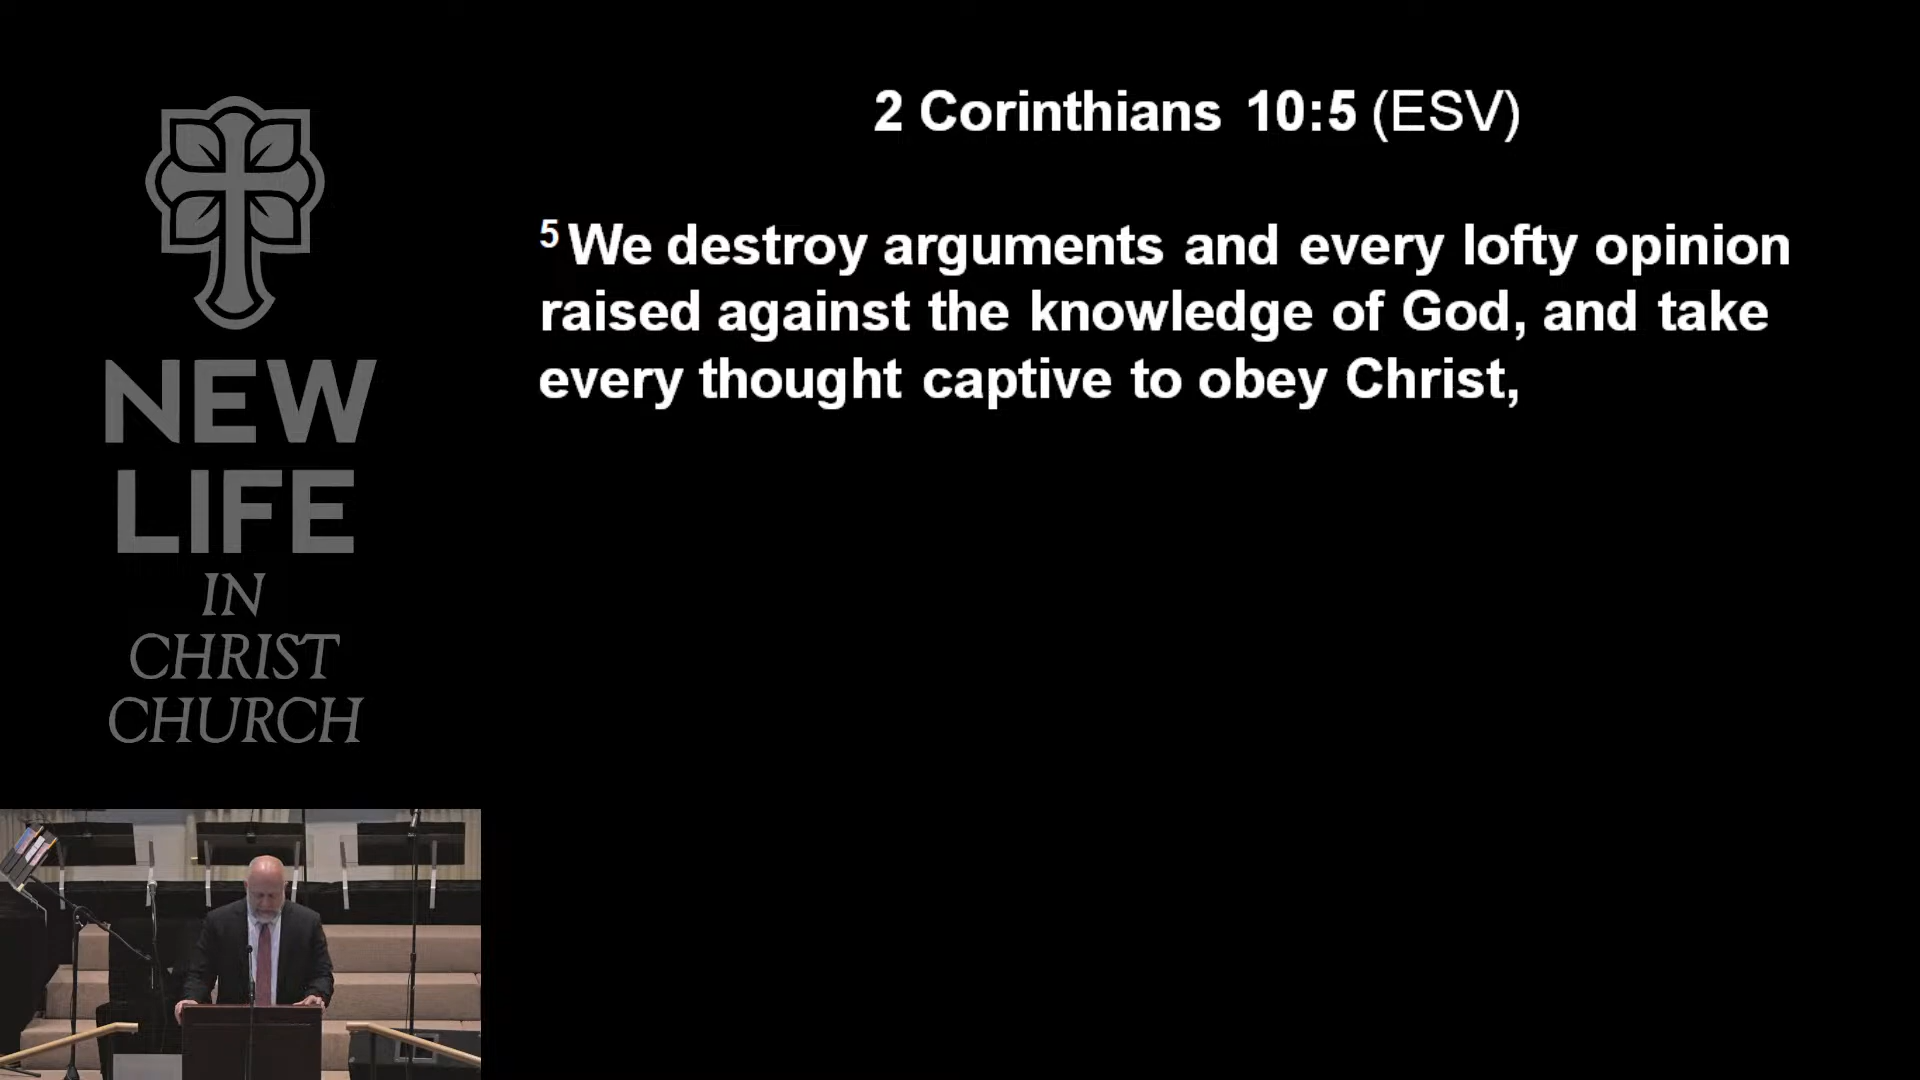 2 Corinthians 10:5 (ESV)
5 We destroy arguments and every lofty opinion
raised against the knowledge of God, and take
every thought captive to obey Christ,
NEW
LIFE
IN
CHRIST
CHURCH